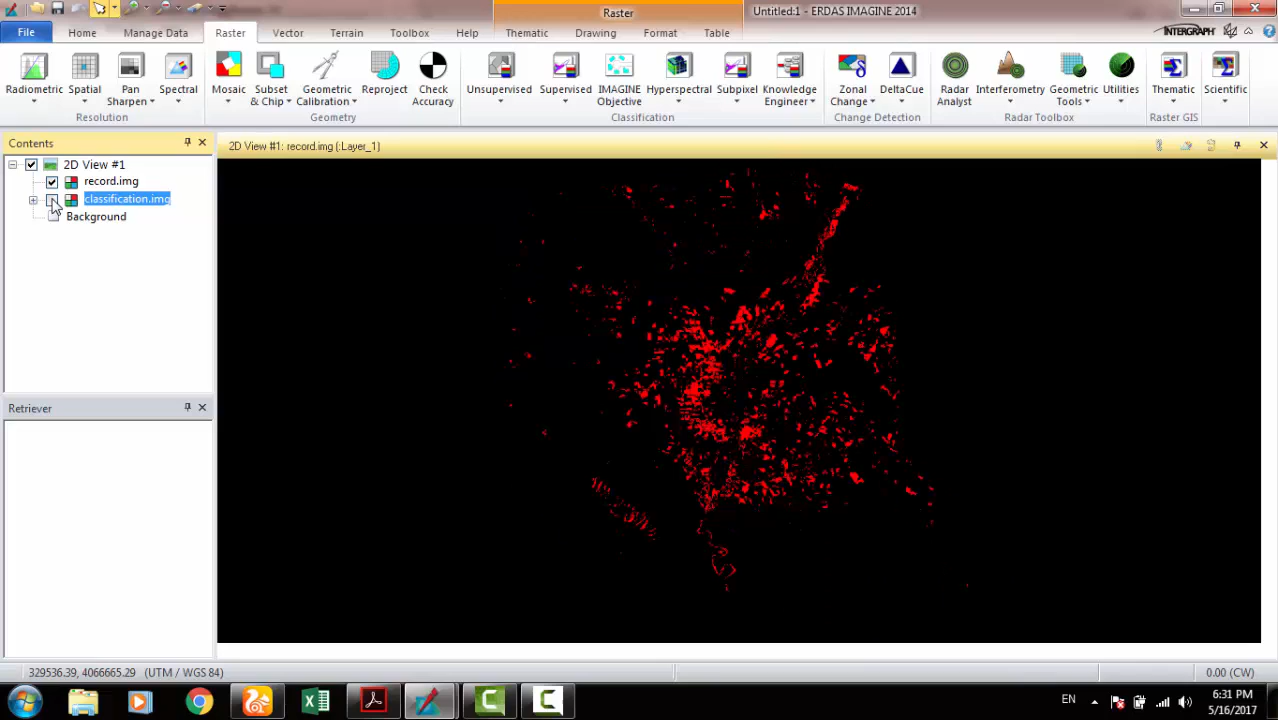 Raster
Untitled:1 - ERDAS IMAGINE 2014
File Home Manage Data Raster Vector Terrain Toolbox Help Thematic Drawing Format Table
INTERGRAPH
Radiometric Spatial Pan Sharpen Spectral Mosaic Subset & Chip Geometric Calibration Reproject Check Accuracy Unsupervised Supervised IMAGINE Objective Hyperspectral Subpixel Knowledge Engineer Zonal Change DeltaCue Radar Analyst Interferometry Geometric Tools Utilities Thematic Scientific
Resolution Geometry Classification Change Detection Radar Toolbox Raster GIS
Contents
2D View #1: record.img (:Layer_1)
2D View #1
record.img
classification.img
Background
Retriever
329536.39, 4066665.29 (UTM / WGS 84)
0.00 (CW)
EN
6:31 PM
5/16/2017